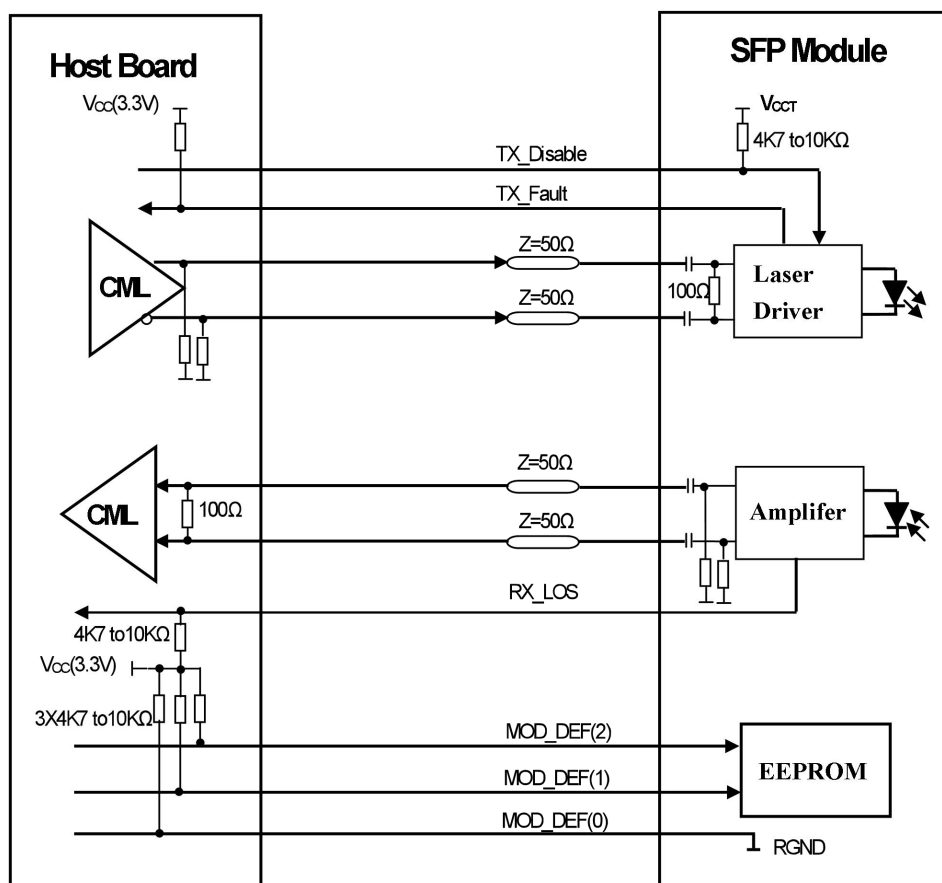 Host Board
SFP Module
Vcc(3.3V)
VCCT
4K7 to10KΩ
TX_Disable
TX_Fault
Z=50Ω
CML
100Ω
Laser
Driver
Z=50Ω
Z=50Ω
CML
100Ω
Amplifer
Z=50Ω
RX_LOS
4K7 to10KΩ
Vcc(3.3V)
3X4K7 to10KΩ
MOD_DEF(2)
EEPROM
MOD_DEF(1)
MOD_DEF(0)
RGND